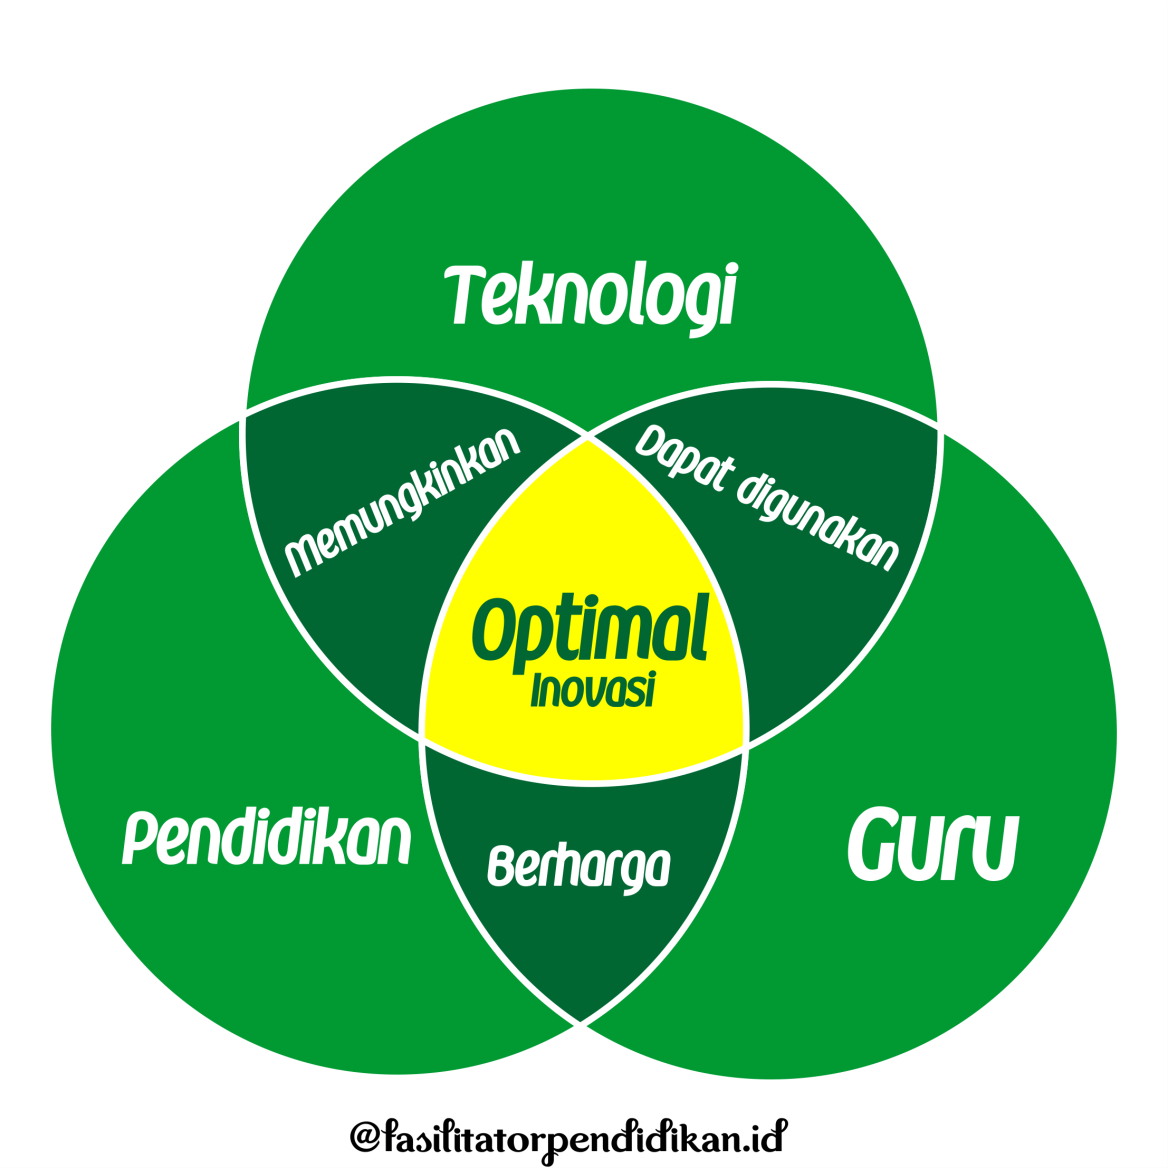 Teknologi
Memungkinkan
Dapat digunakan
Optimal
Inovasi
Pendidikan
Guru
Berharga
@fasilitatorpendidikan.id